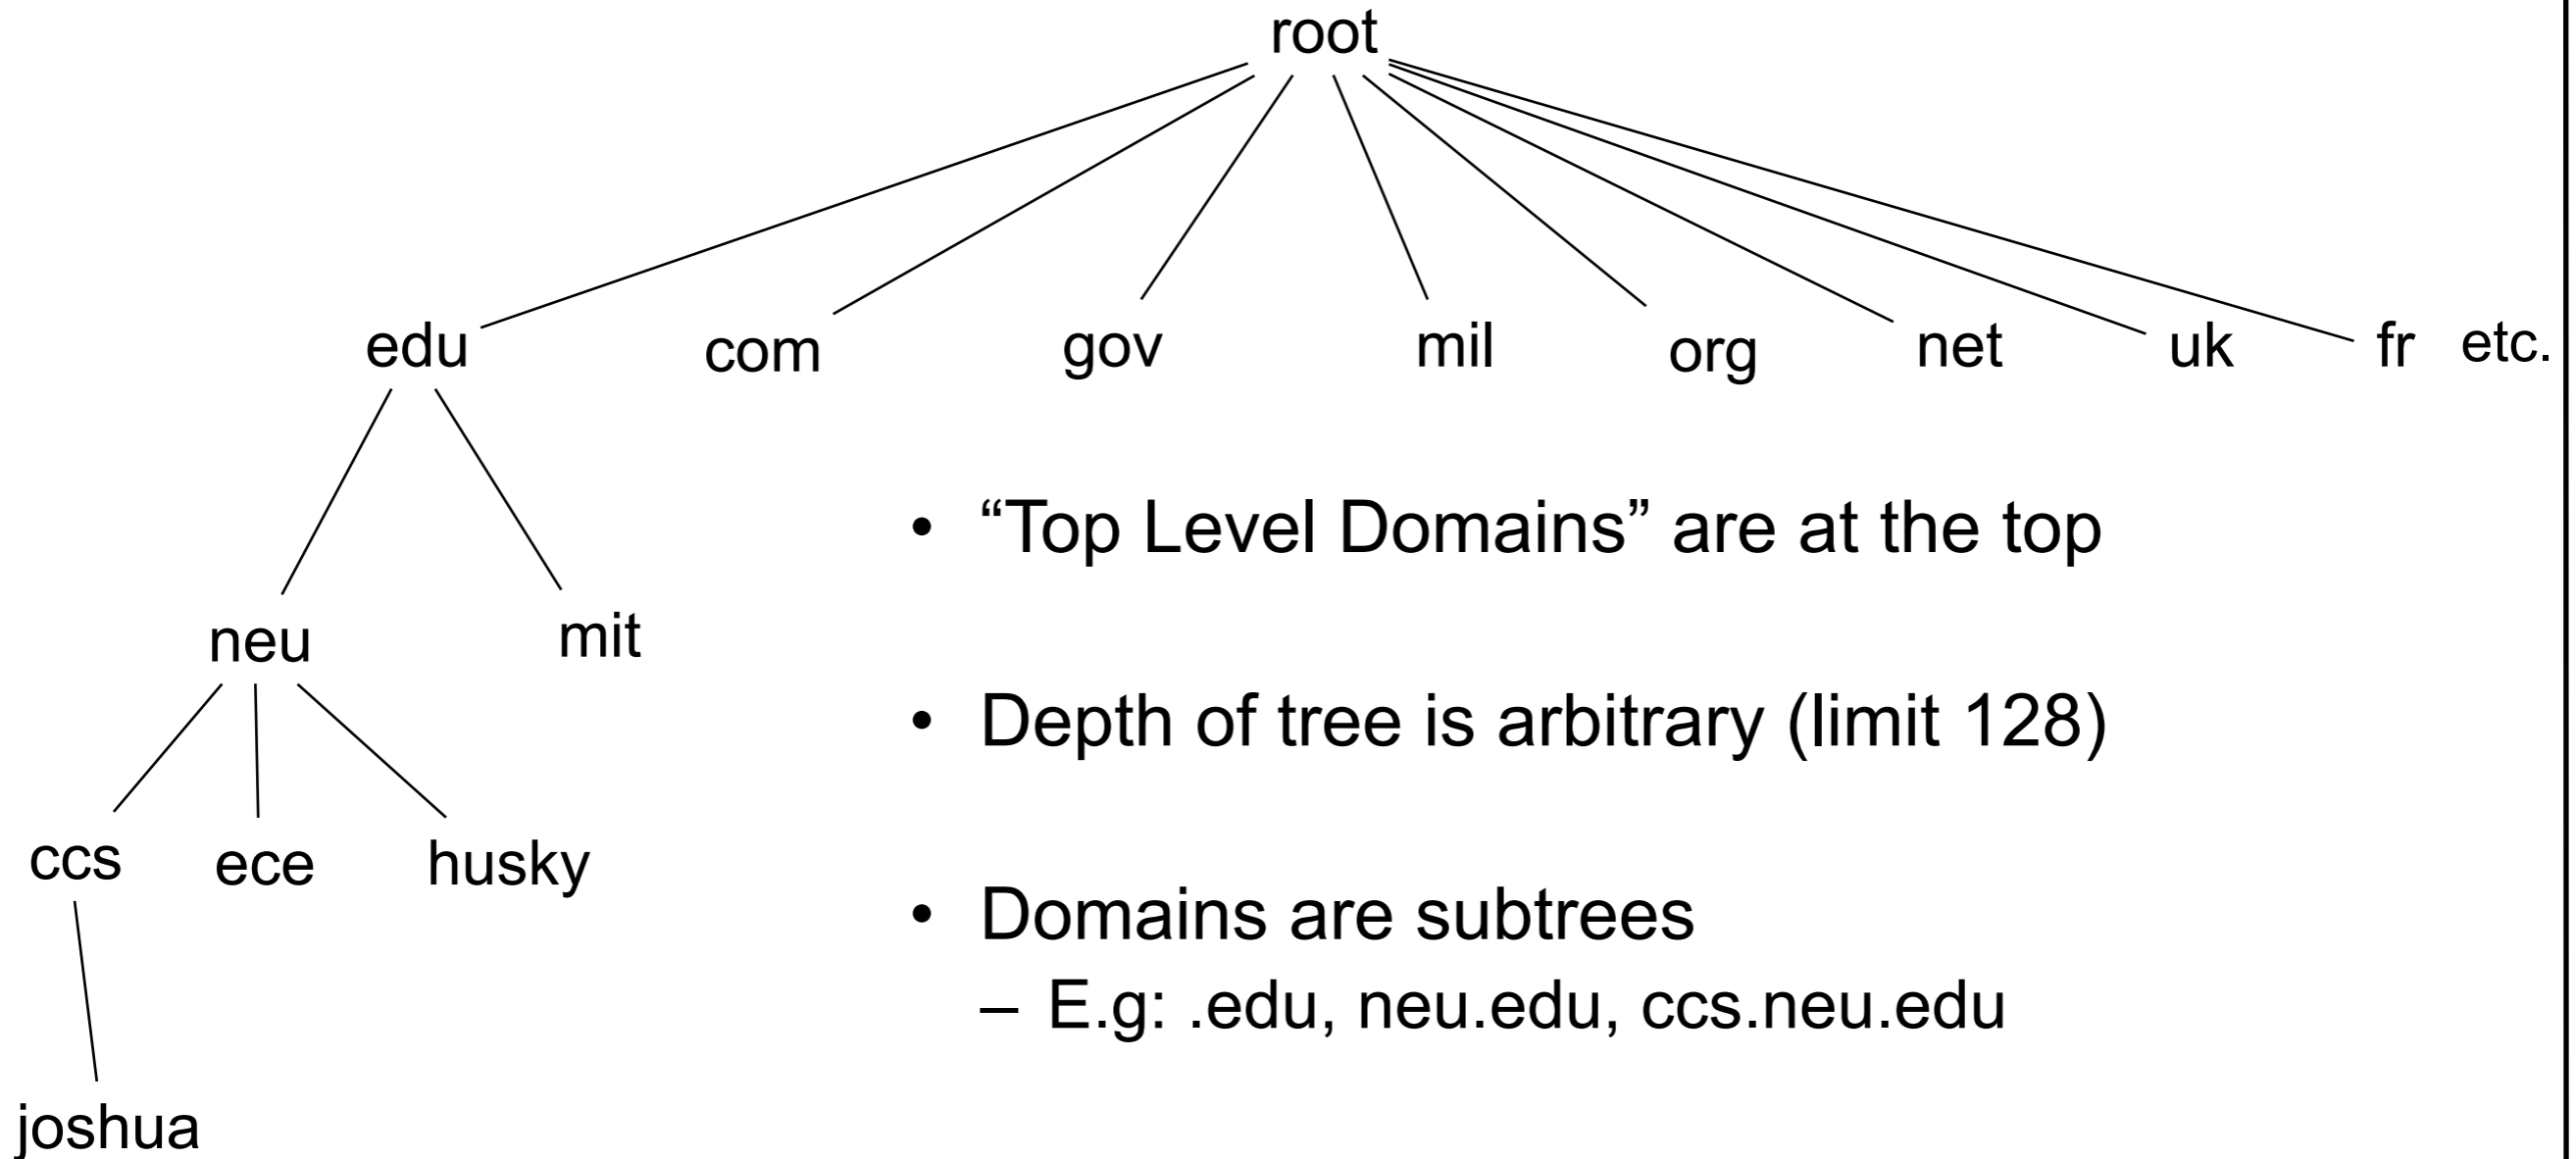 root
edu com gov mil org net uk fr etc.
• “Top Level Domains” are at the top
neu mit
• Depth of tree is arbitrary (limit 128)
ccs ece husky
• Domains are subtrees
– E.g: .edu, neu.edu, ccs.neu.edu
joshua